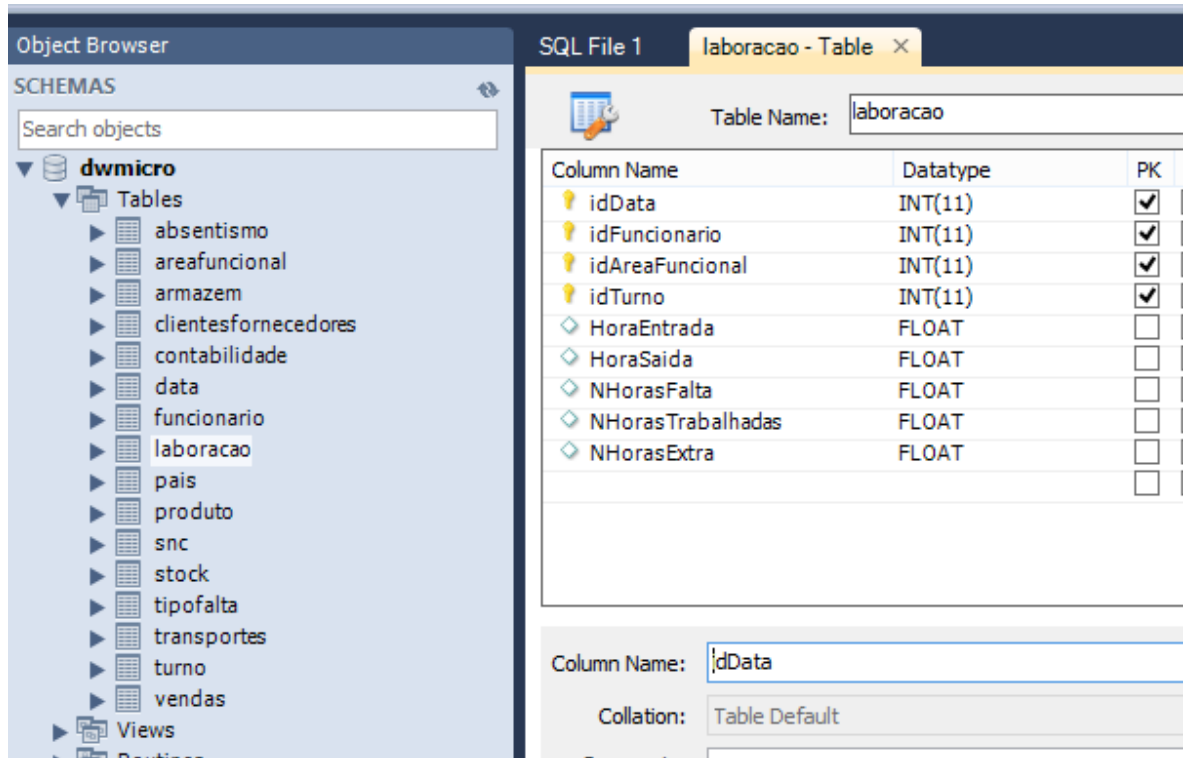 Object Browser
SCHEMAS
Search objects
dwmicro
Tables
absentismo
areafuncional
armazem
clientesfornecedores
contabilidade
data
funcionario
laboracao
pais
produto
snc
stock
tipofalta
transportes
turno
vendas
Views
Routines
SQL File 1 laboracao - Table
Table Name: laboracao
Column Name Datatype PK
idData INT(11)
idFuncionario INT(11)
idAreaFuncional INT(11)
idTurno INT(11)
HoraEntrada FLOAT
HoraSaida FLOAT
NHorasFalta FLOAT
NHorasTrabalhadas FLOAT
NHorasExtra FLOAT
Column Name: idData
Collation: Table Default